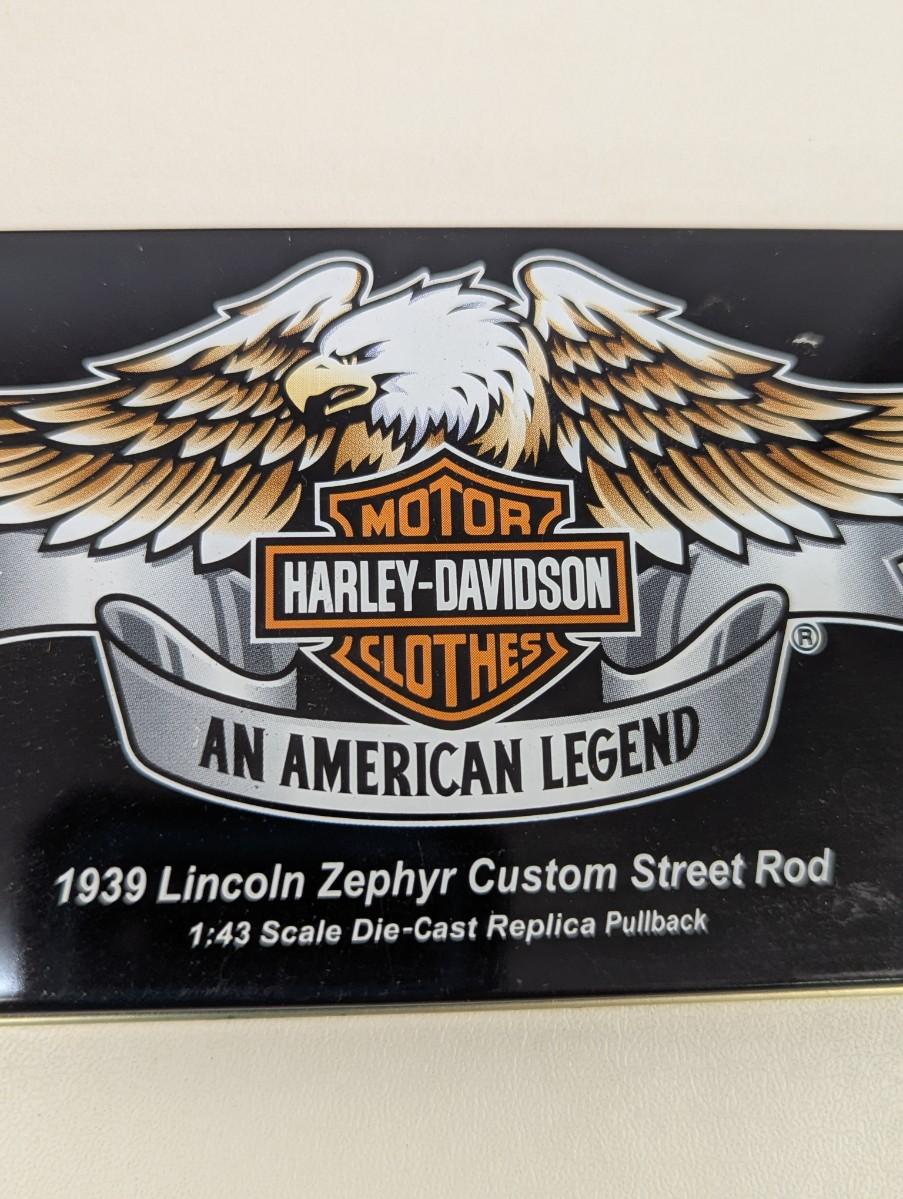 MOTOR
HARLEY-DAVIDSON
CLOTHES
®
AN AMERICAN LEGEND
1939 Lincoln Zephyr Custom Street Rod
1:43 Scale Die-Cast Replica Pullback